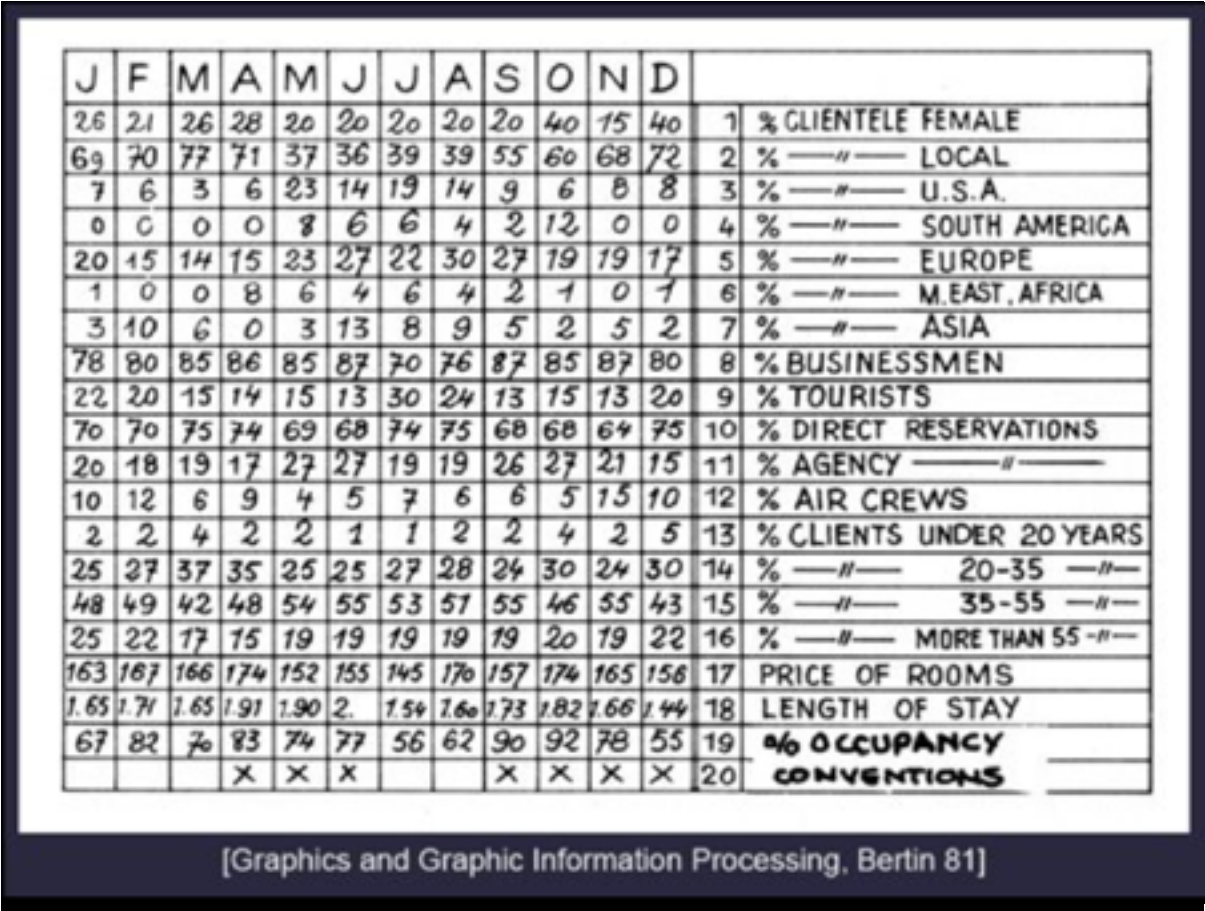 J F M A M J J A S O N D
26 21 26 28 20 20 20 20 20 40 15 40 1 % CLIENTELE FEMALE
69 70 77 71 37 36 39 39 55 60 68 72 2 % —〃— LOCAL
7 6 3 6 23 14 19 14 9 6 8 8 3 % —〃— U.S.A.
0 0 0 0 8 6 6 4 2 12 0 0 4 % —〃— SOUTH AMERICA
20 15 14 15 23 27 22 30 27 19 19 17 5 % —〃— EUROPE
1 0 0 8 6 4 6 4 2 1 0 1 6 % —〃— M.EAST, AFRICA
3 10 6 0 3 13 8 9 5 2 5 2 7 % —〃— ASIA
78 80 85 86 85 87 70 76 87 85 87 80 8 % BUSINESSMEN
22 20 15 14 15 13 30 24 13 15 13 20 9 % TOURISTS
70 70 75 74 69 68 74 75 68 68 64 75 10 % DIRECT RESERVATIONS
20 18 19 17 27 27 19 19 26 27 21 15 11 % AGENCY —〃—
10 12 6 9 4 5 7 6 6 5 15 10 12 % AIR CREWS
2 2 4 2 2 1 1 2 2 4 2 5 13 % CLIENTS UNDER 20 YEARS
25 27 37 35 25 25 27 28 24 30 24 30 14 % —〃— 20-35 —〃—
48 49 42 48 54 55 53 51 55 46 55 43 15 % —〃— 35-55 —〃—
25 22 17 15 19 19 19 19 19 20 19 22 16 % —〃— MORE THAN 55 -〃—
163 167 166 174 152 155 145 170 157 174 165 156 17 PRICE OF ROOMS
1.65 1.71 1.65 1.91 1.90 2. 1.54 1.60 1.73 1.82 1.66 1.44 18 LENGTH OF STAY
67 82 70 83 74 77 56 62 90 92 78 55 19 % OCCUPANCY
X X X X X X X 20 CONVENTIONS
[Graphics and Graphic Information Processing, Bertin 81]